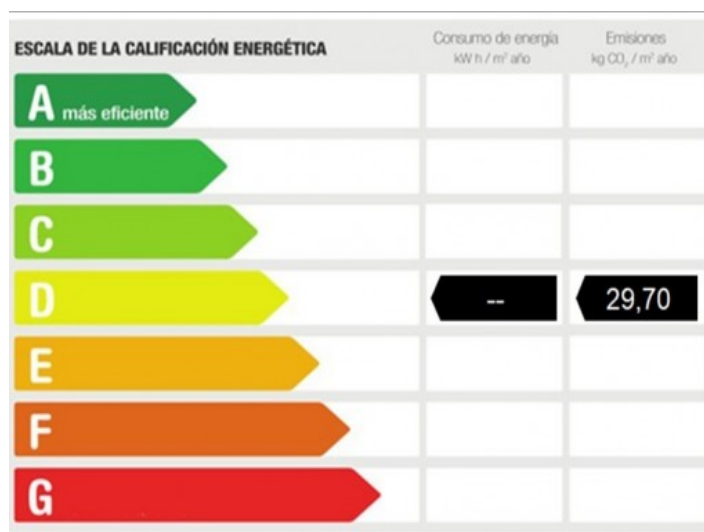 ESCALA DE LA CALIFICACIÓN ENERGÉTICA
Consumo de energía
kW h / m² año
Emisiones
kg CO₂ / m² año
A más eficiente
B
C
D
--
29,70
E
F
G